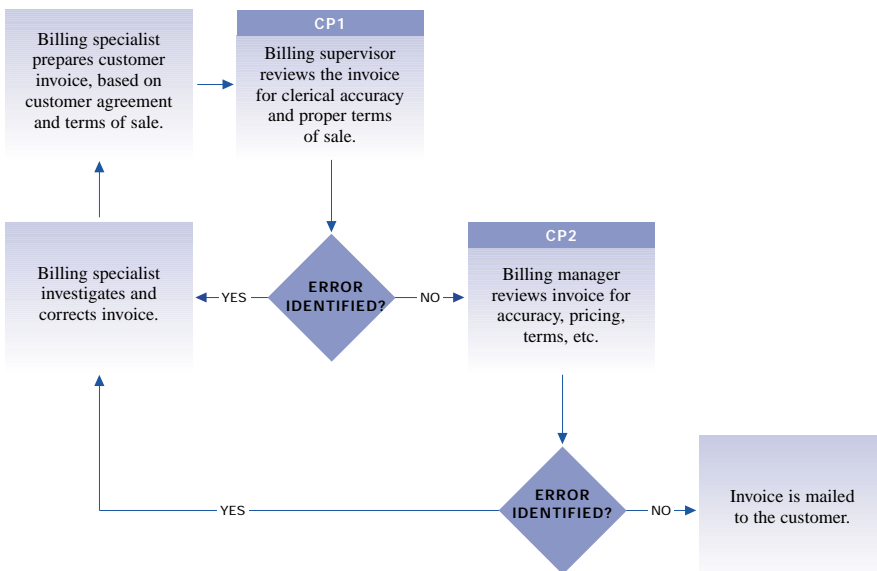 Billing specialist
prepares customer
invoice, based on
customer agreement
and terms of sale.
CP1
Billing supervisor
reviews the invoice
for clerical accuracy
and proper terms
of sale.
Billing specialist
investigates and
corrects invoice.
YES
ERROR
IDENTIFIED?
NO
CP2
Billing manager
reviews invoice for
accuracy, pricing,
terms, etc.
YES
ERROR
IDENTIFIED?
NO
Invoice is mailed
to the customer.